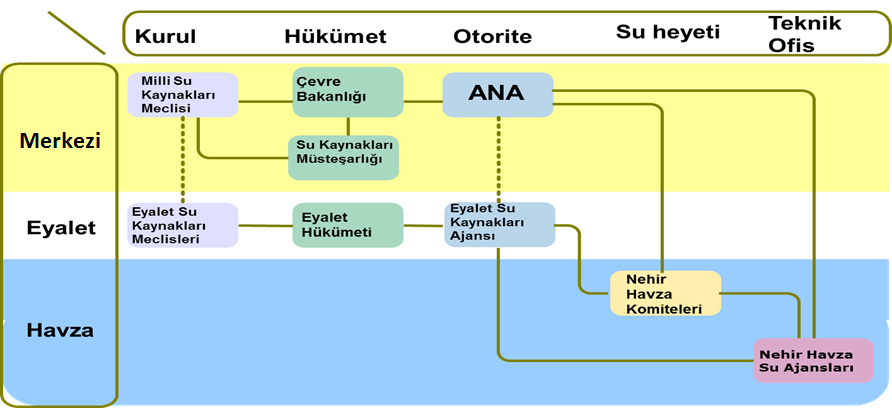 Kurul
Hükümet
Otorite
Su heyeti
Teknik
Ofis
Merkezi
Milli Su
Kaynakları
Meclisi
Çevre
Bakanlığı
ANA
Su Kaynakları
Müsteşarlığı
Eyalet
Eyalet Su
Kaynakları
Meclisleri
Eyalet
Hükümeti
Eyalet Su
Kaynakları
Ajansı
Havza
Nehir
Havza
Komiteleri
Nehir Havza
Su Ajansları